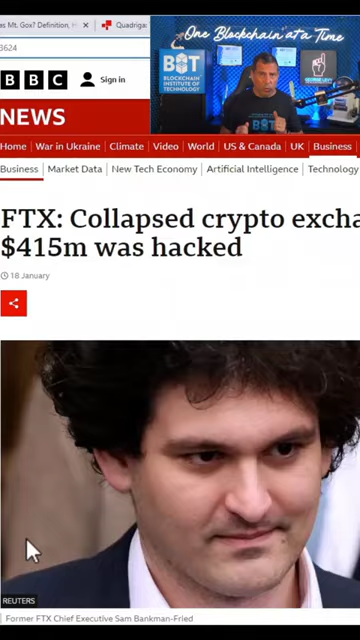 as Mt. Gox? Definition, H
Quadriga:
3624
One Blockchain at a Time
BIT
BLOCKCHAIN
INSTITUTE OF
TECHNOLOGY
BIT
BBC
Sign in
NEWS
Home War in Ukraine Climate Video World US & Canada UK Business
Business Market Data New Tech Economy Artificial Intelligence Technology
FTX: Collapsed crypto excha
$415m was hacked
18 January
REUTERS
Former FTX Chief Executive Sam Bankman-Fried